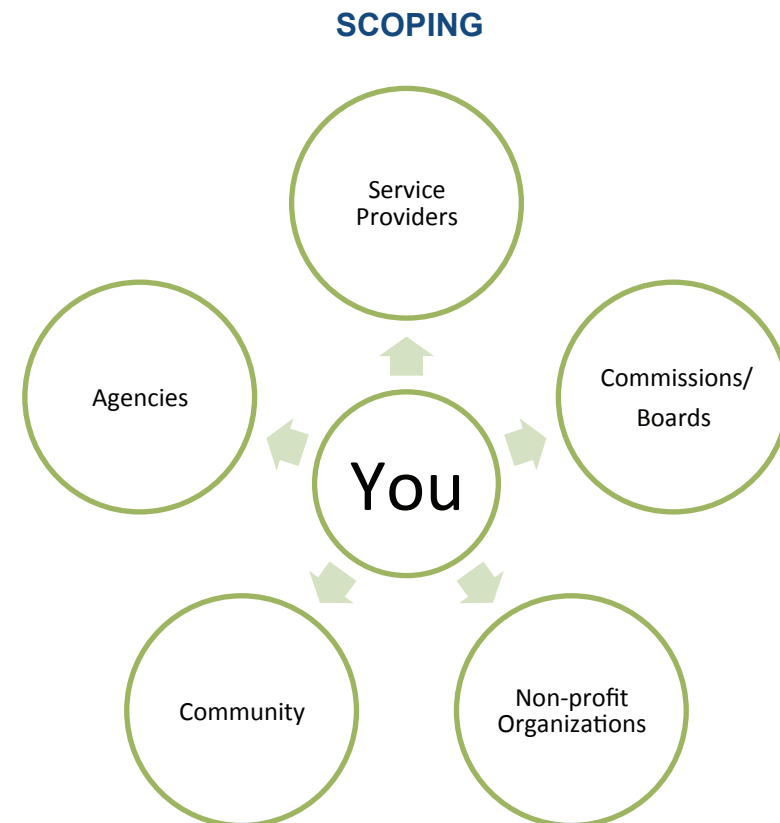 SCOPING
Service
Providers
Agencies
Commissions/
Boards
You
Community
Non-profit
Organizations